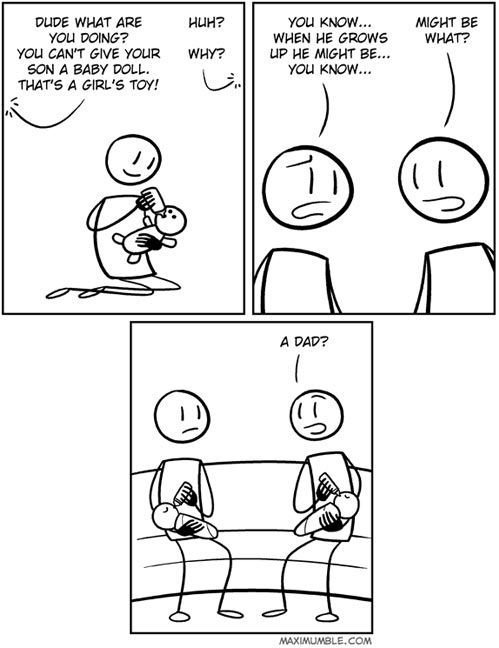 DUDE WHAT ARE
YOU DOING?
YOU CAN'T GIVE YOUR
SON A BABY DOLL.
THAT'S A GIRL'S TOY!
HUH?
WHY?
YOU KNOW...
WHEN HE GROWS
UP HE MIGHT BE...
YOU KNOW...
MIGHT BE
WHAT?
A DAD?
MAXIMUMBLE.COM